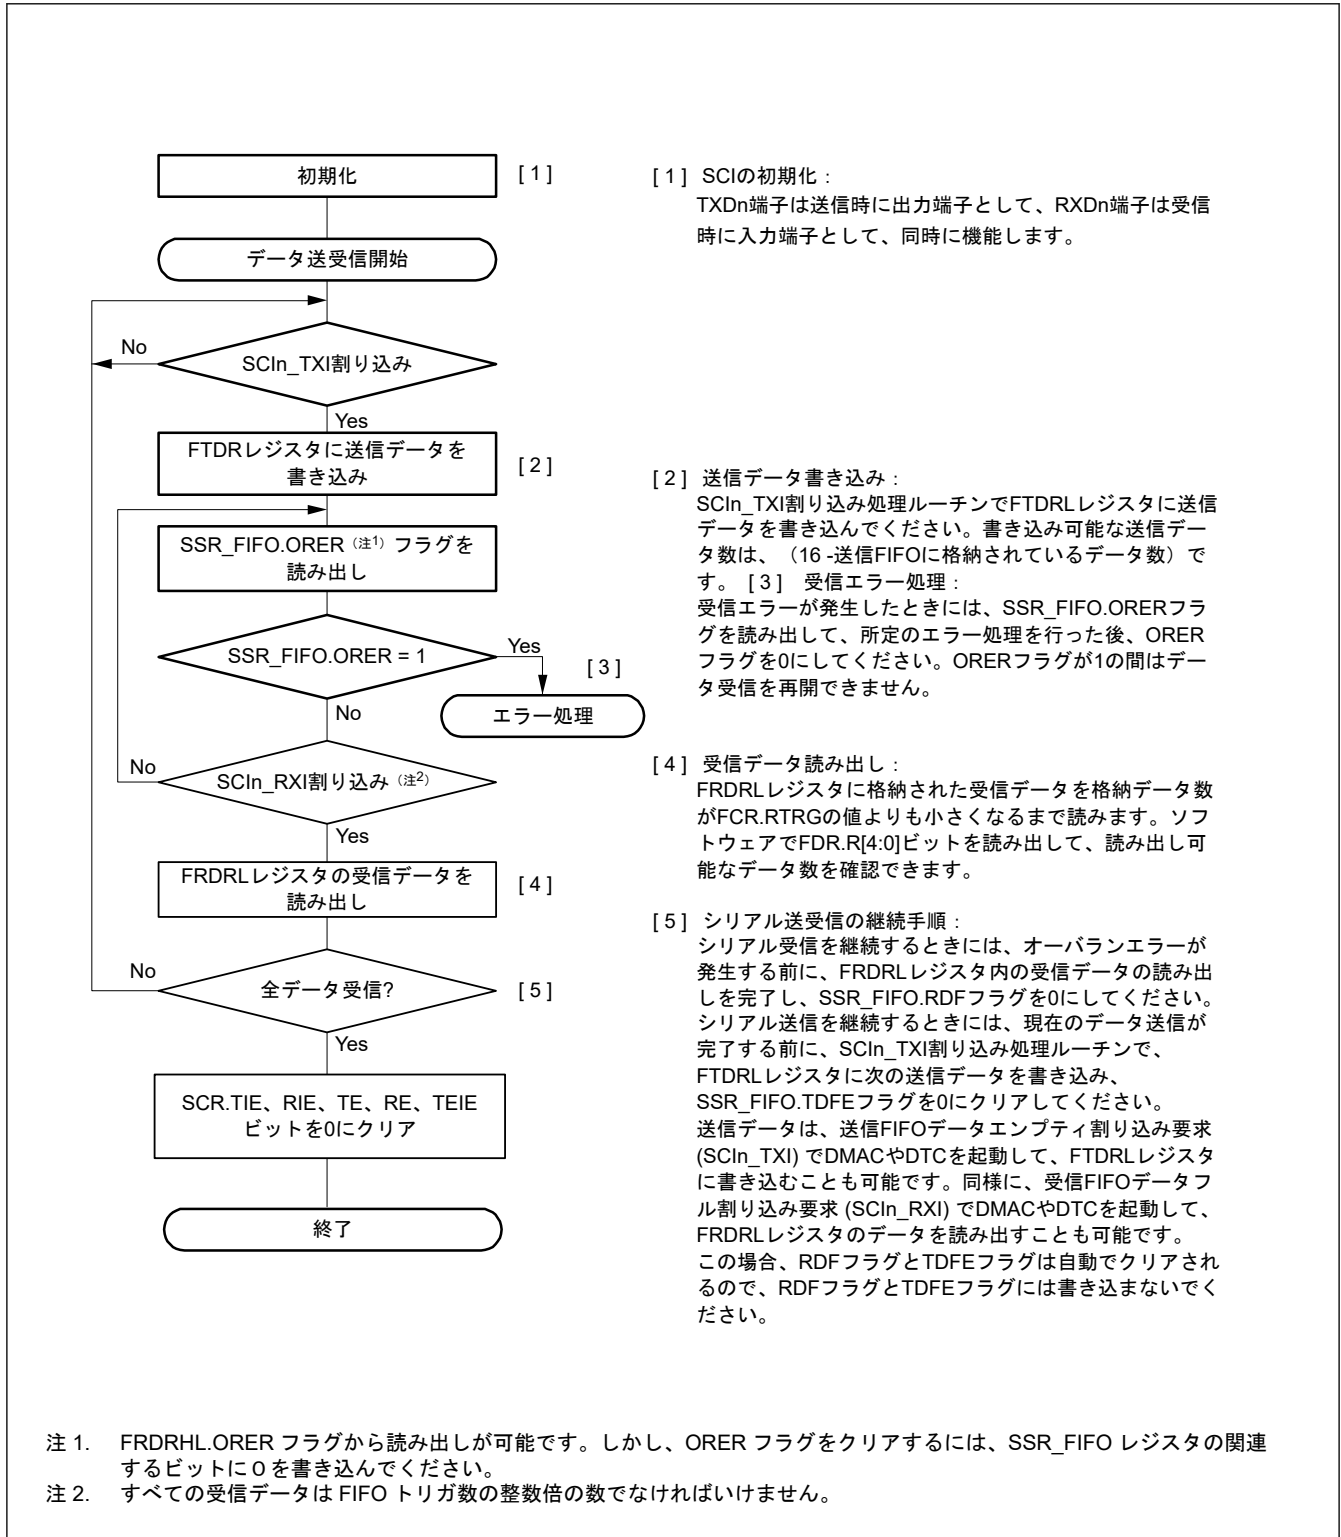 初期化
[ 1 ]
データ送受信開始
No
SCIn_TXI割り込み
Yes
FTDRレジスタに送信データを
書き込み
[ 2 ]
SSR_FIFO.ORER（注1）フラグを
読み出し
SSR_FIFO.ORER = 1
Yes
[ 3 ]
エラー処理
No
No
SCIn_RXI割り込み（注2）
Yes
FRDRLレジスタの受信データを
読み出し
[ 4 ]
No
全データ受信?
[ 5 ]
Yes
SCR.TIE、RIE、TE、RE、TEIE
ビットを0にクリア
終了
[ 1 ] SCIの初期化：
TXDn端子は送信時に出力端子として、RXDn端子は受信
時に入力端子として、同時に機能します。
[ 2 ] 送信データ書き込み：
SCIn_TXI割り込み処理ルーチンでFTDRLレジスタに送信
データを書き込んでください。書き込み可能な送信デー
タ数は、（16 -送信FIFOに格納されているデータ数）で
す。 [ 3 ] 受信エラー処理：
受信エラーが発生したときには、SSR_FIFO.ORERフラ
グを読み出して、所定のエラー処理を行った後、ORER
フラグを0にしてください。ORERフラグが1の間はデー
タ受信を再開できません。
[ 4 ] 受信データ読み出し：
FRDRLレジスタに格納された受信データを格納データ数
がFCR.RTRGの値よりも小さくなるまで読みます。ソフ
トウェアでFDR.R[4:0]ビットを読み出して、読み出し可
能なデータ数を確認できます。
[ 5 ] シリアル送受信の継続手順：
シリアル受信を継続するときには、オーバランエラーが
発生する前に、FRDRLレジスタ内の受信データの読み出
しを完了し、SSR_FIFO.RDFフラグを0にしてください。
シリアル送信を継続するときには、現在のデータ送信が
完了する前に、SCIn_TXI割り込み処理ルーチンで、
FTDRLレジスタに次の送信データを書き込み、
SSR_FIFO.TDFEフラグを0にクリアしてください。
送信データは、送信FIFOデータエンプティ割り込み要求
(SCIn_TXI) でDMACやDTCを起動して、FTDRLレジスタ
に書き込むことも可能です。同様に、受信FIFOデータフ
ル割り込み要求 (SCIn_RXI) でDMACやDTCを起動して、
FRDRLレジスタのデータを読み出すことも可能です。
この場合、RDFフラグとTDFEフラグは自動でクリアされ
るので、RDFフラグとTDFEフラグには書き込まないでく
ださい。
注 1. FRDRHL.ORER フラグから読み出しが可能です。しかし、ORER フラグをクリアするには、SSR_FIFO レジスタの関連
するビットに 0 を書き込んでください。
注 2. すべての受信データは FIFO トリガ数の整数倍の数でなければいけません。